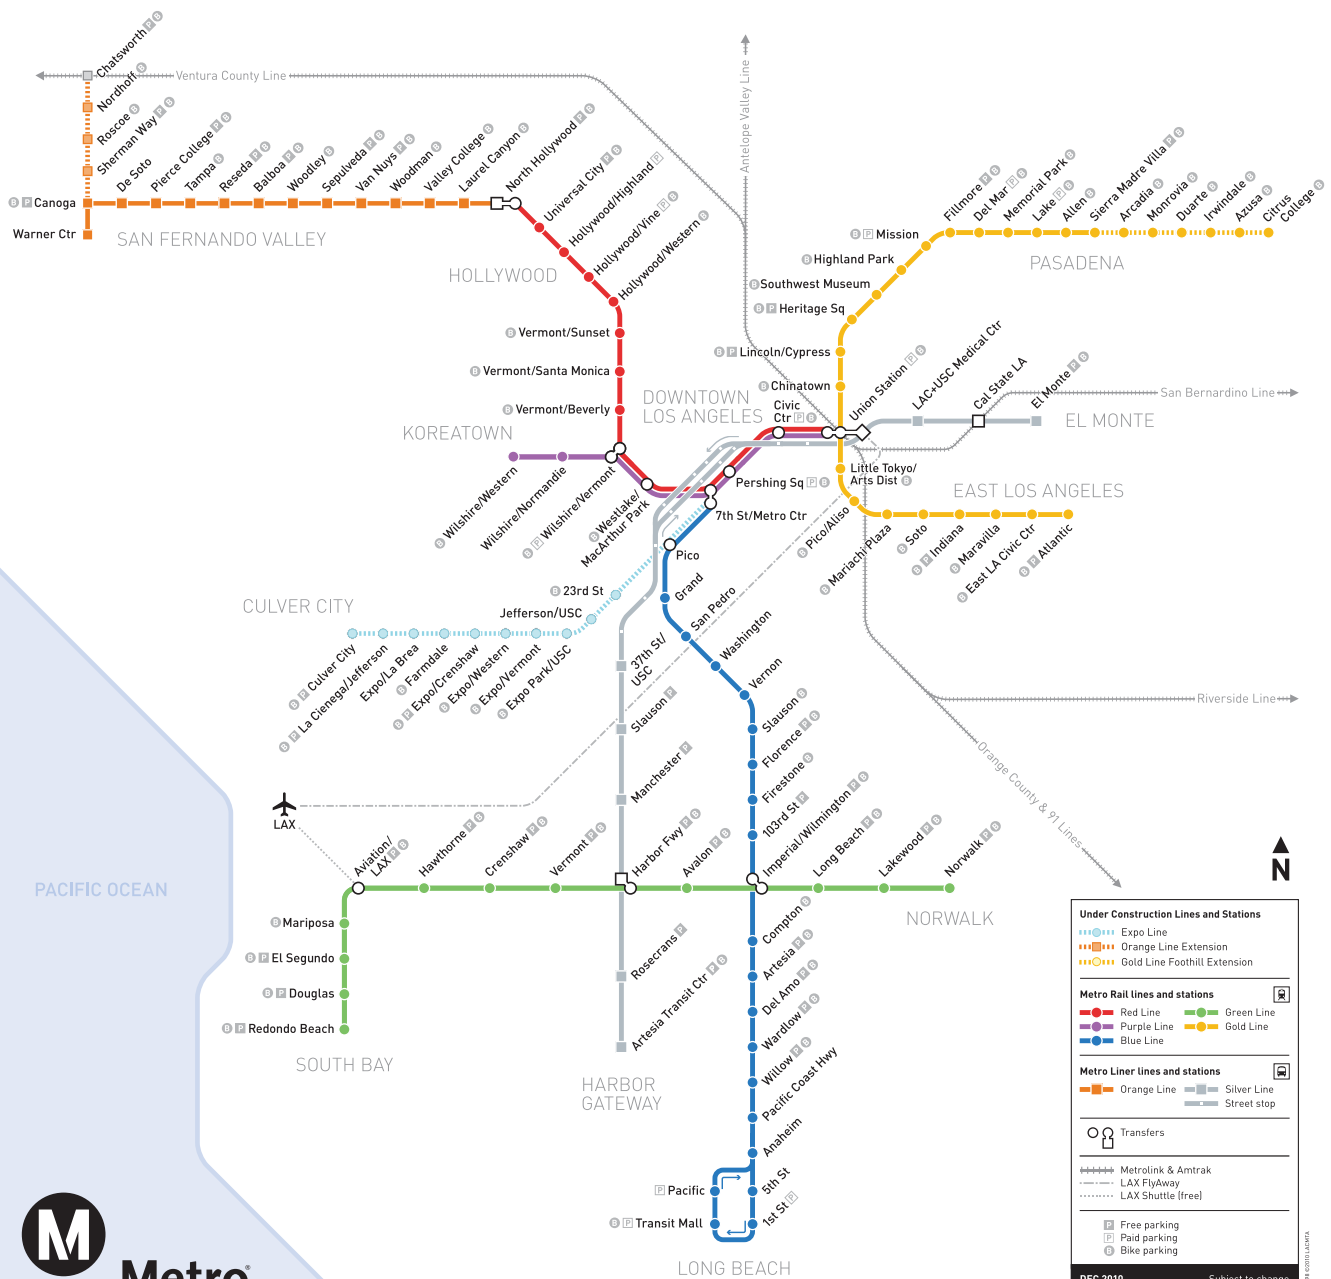 Chatsworth P B
Nordhoff B
Roscoe B
Sherman Way P B
B P Canoga
Warner Ctr
De Soto
Pierce College P B
Tampa B
Reseda P B
Balboa P B
Woodley B
Sepulveda P B
Van Nuys P B
Woodman B
Valley College B
Laurel Canyon B
North Hollywood P B
SAN FERNANDO VALLEY
Ventura County Line
Antelope Valley Line
Universal City P B
Hollywood/Highland P
Hollywood/Vine P B
Hollywood/Western B
HOLLYWOOD
B Vermont/Sunset
B Vermont/Santa Monica
B Vermont/Beverly
KOREATOWN
DOWNTOWN
LOS ANGELES
B Wilshire/Western
Wilshire/Normandie
B P Wilshire/Vermont
B Westlake/
MacArthur Park
Civic
Ctr P B
Pershing Sq P B
7th St/Metro Ctr
Union Station P B
Fillmore P B
Del Mar P B
Memorial Park B
Lake P B
Allen B
Sierra Madre Villa P B
Arcadia B
Monrovia B
Duarte B
Irwindale B
Azusa B
Citrus
College B
PASADENA
B P Mission
B Highland Park
B Southwest Museum
B P Heritage Sq
B P Lincoln/Cypress
B Chinatown
LAC+USC Medical Ctr
Cal State LA
El Monte P B
San Bernardino Line
EL MONTE
Little Tokyo/
Arts Dist B
EAST LOS ANGELES
B Pico/Aliso
B Mariachi Plaza
B Soto
B P Indiana
B Maravilla
B East LA Civic Ctr
B P Atlantic
Pico
B 23rd St
Jefferson/USC
CULVER CITY
B P Culver City
B P La Cienega/Jefferson
Expo/La Brea
B Farmdale
B P Expo/Crenshaw
B Expo/Western
B Expo/Vermont
B Expo Park/USC
Grand
San Pedro
Washington
Vernon
37th St/
USC
Slauson P
Manchester P
Slauson B
Florence P B
Firestone B
103rd St P
Imperial/Wilmington P B
Riverside Line
Orange County & 91 Lines
LAX
Aviation/
LAX P B
Hawthorne P B
Crenshaw P B
Vermont P B
Harbor Fwy P B
Avalon P B
Long Beach P B
Lakewood P B
Norwalk P B
NORWALK
N
PACIFIC OCEAN
B Mariposa
B P El Segundo
B P Douglas
B P Redondo Beach
SOUTH BAY
Rosecrans P
Artesia Transit Ctr P B
HARBOR
GATEWAY
Compton B
Artesia P B
Del Amo P B
Wardlow P B
Willow P B
Pacific Coast Hwy
Anaheim
P Pacific
5th St
B P Transit Mall
1st St P
LONG BEACH
M
Metro
Under Construction Lines and Stations
Expo Line
Orange Line Extension
Gold Line Foothill Extension
Metro Rail lines and stations
Red Line
Green Line
Purple Line
Gold Line
Blue Line
Metro Liner lines and stations
Orange Line
Silver Line
Street stop
Transfers
Metrolink & Amtrak
LAX FlyAway
LAX Shuttle (free)
P Free parking
P Paid parking
B Bike parking
DEC 2010
Subject to change